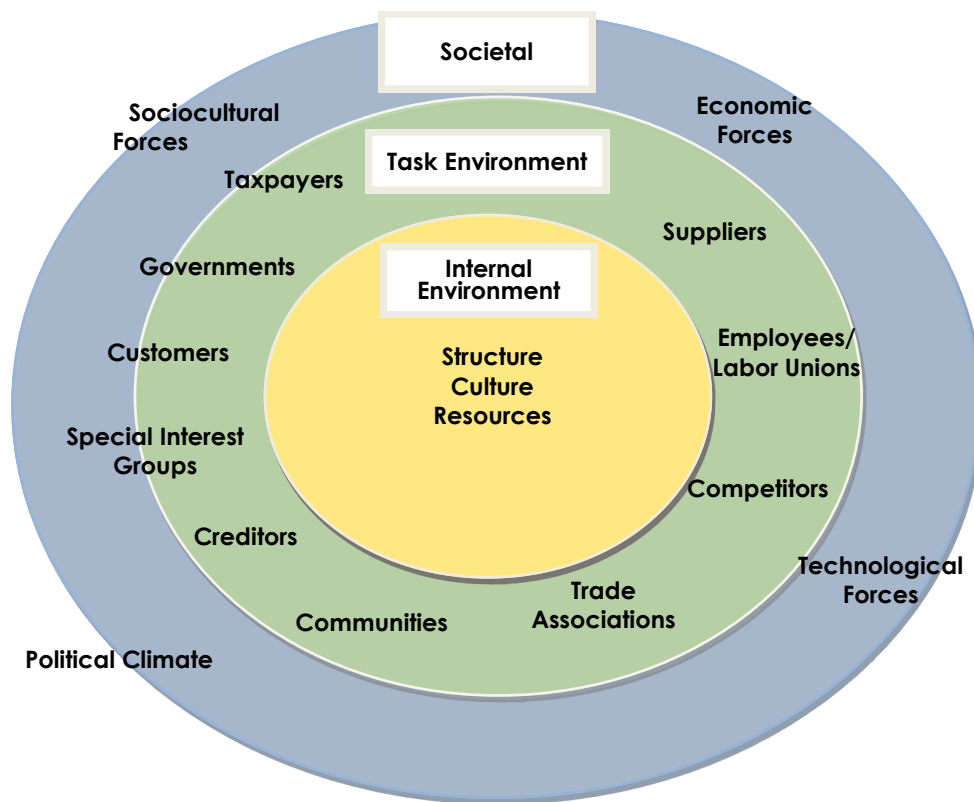 Societal
Sociocultural
Forces
Economic
Forces
Task Environment
Taxpayers
Suppliers
Governments
Internal
Environment
Customers
Structure
Culture
Resources
Employees/
Labor Unions
Special Interest
Groups
Competitors
Creditors
Technological
Forces
Communities
Trade
Associations
Political Climate